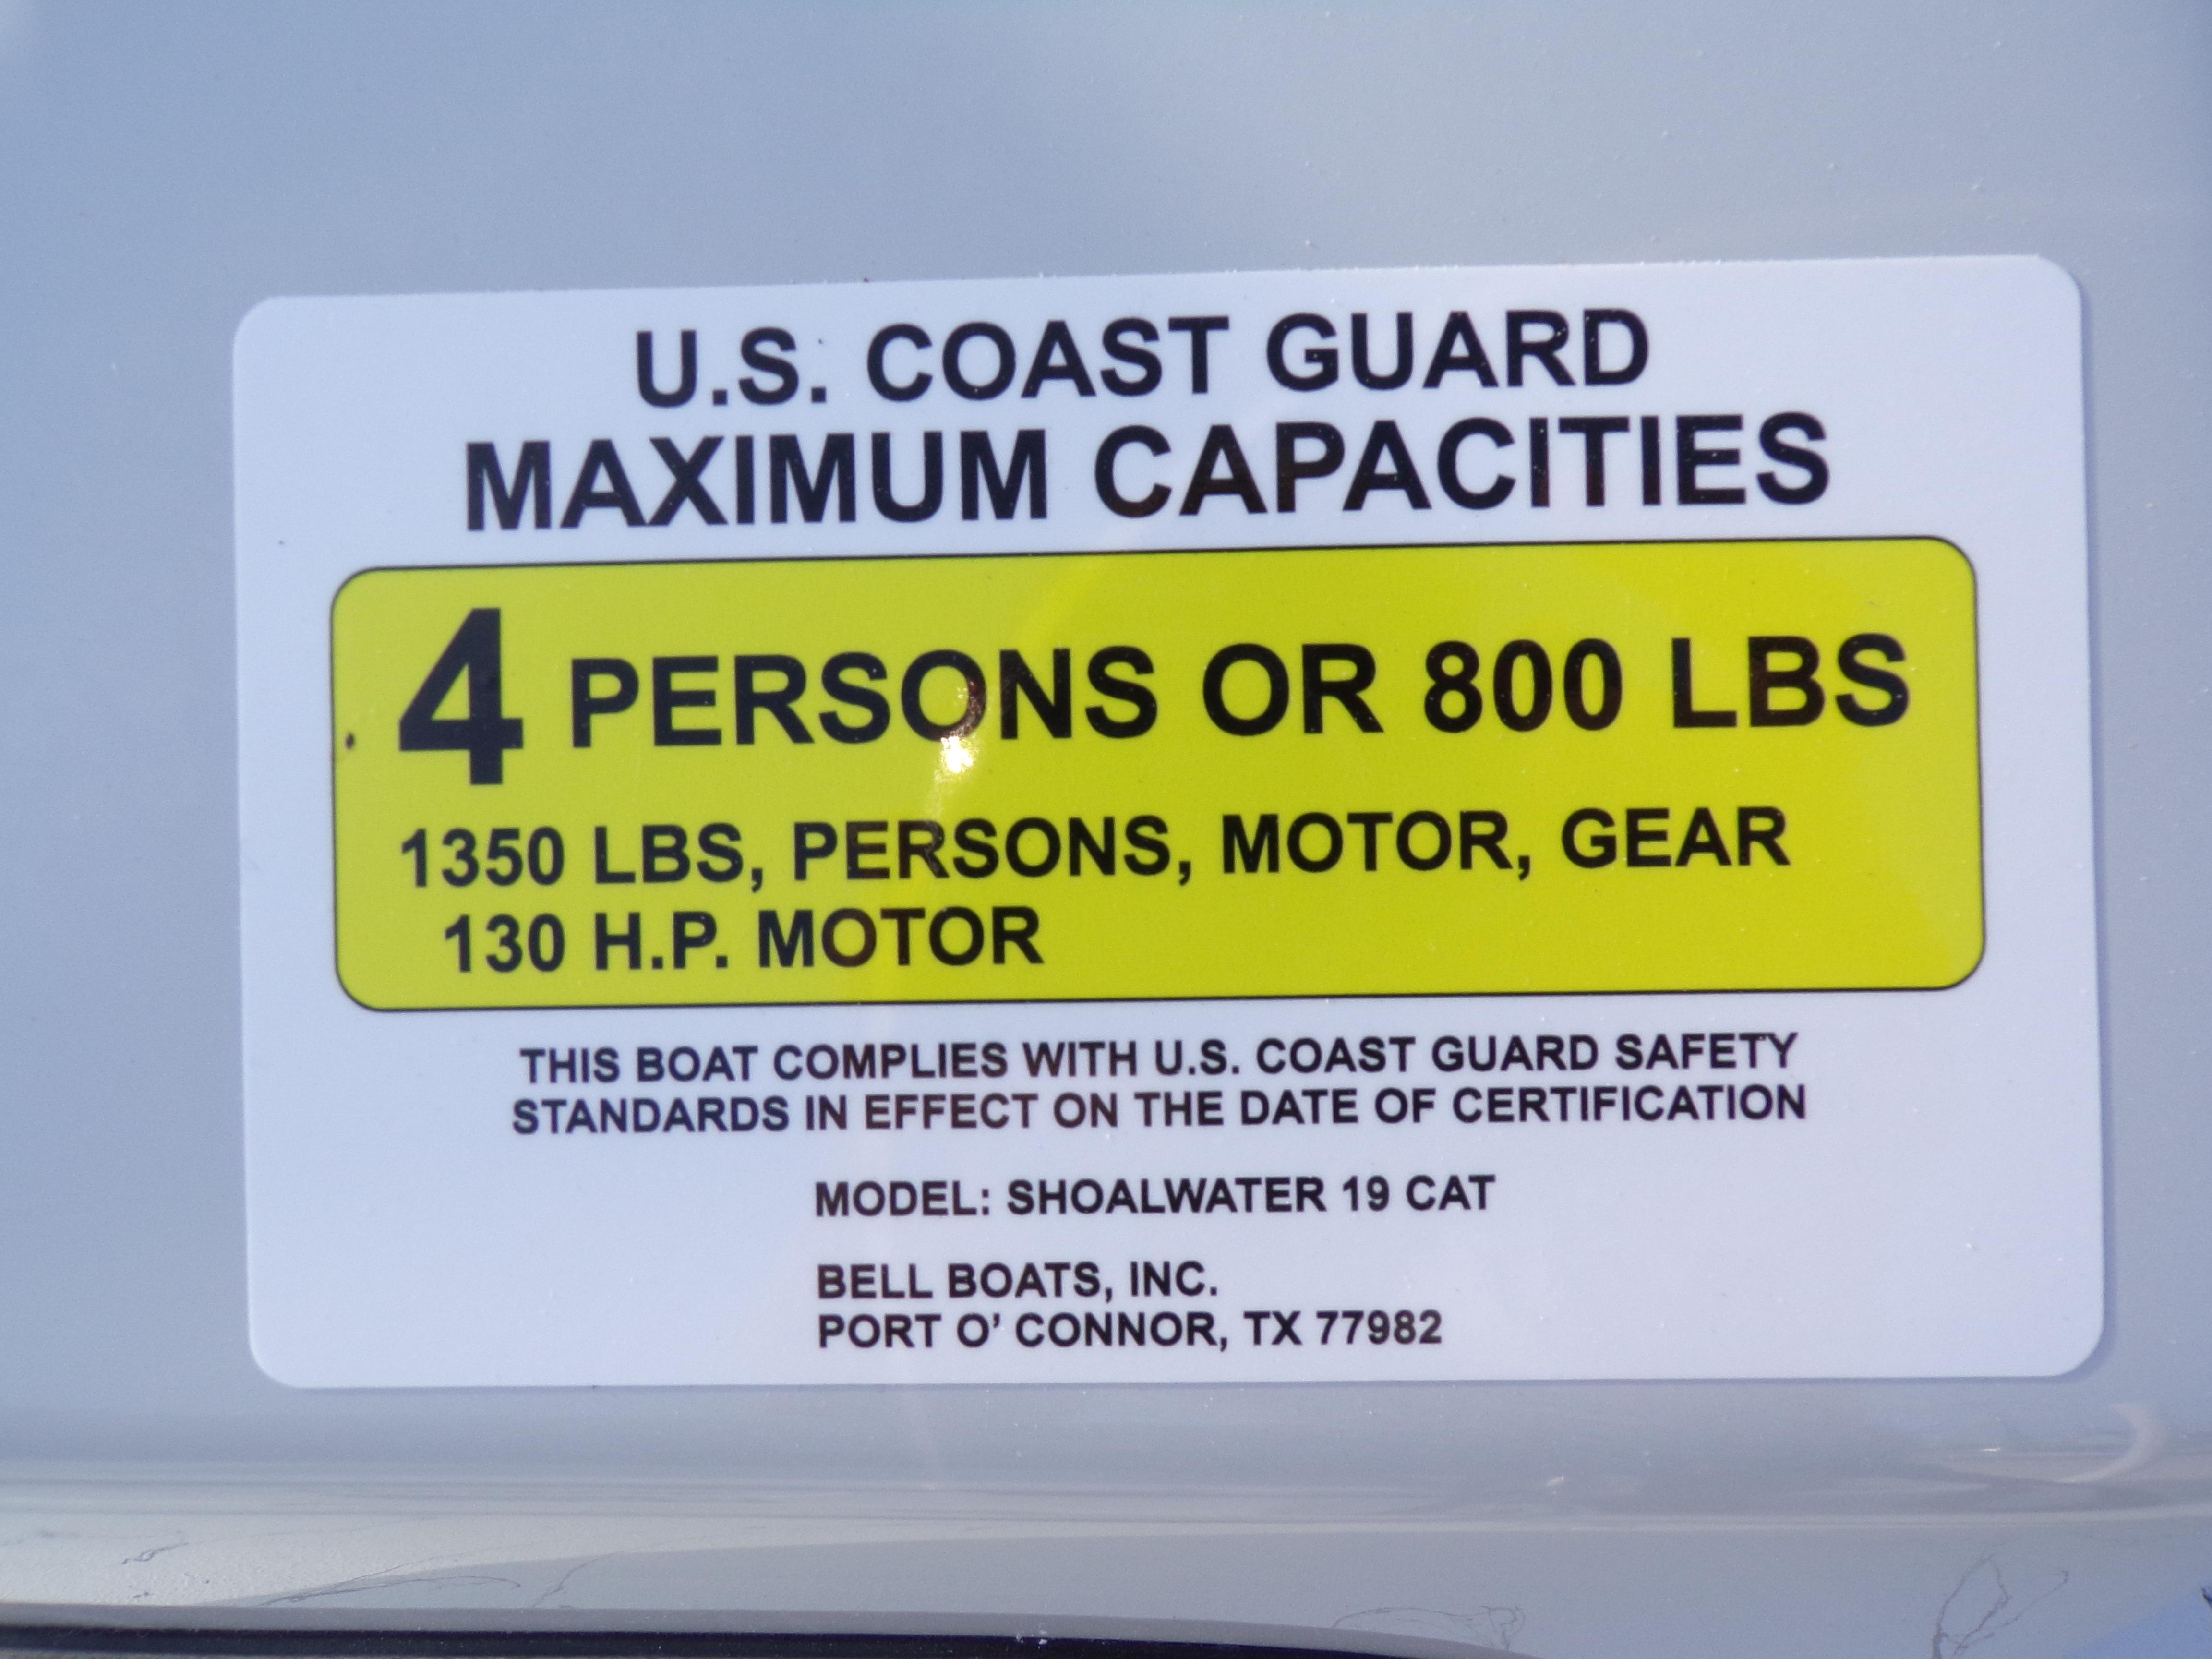 U.S. COAST GUARD
MAXIMUM CAPACITIES
4 PERSONS OR 800 LBS
1350 LBS, PERSONS, MOTOR, GEAR
130 H.P. MOTOR
THIS BOAT COMPLIES WITH U.S. COAST GUARD SAFETY
STANDARDS IN EFFECT ON THE DATE OF CERTIFICATION
MODEL: SHOALWATER 19 CAT
BELL BOATS, INC.
PORT O' CONNOR, TX 77982